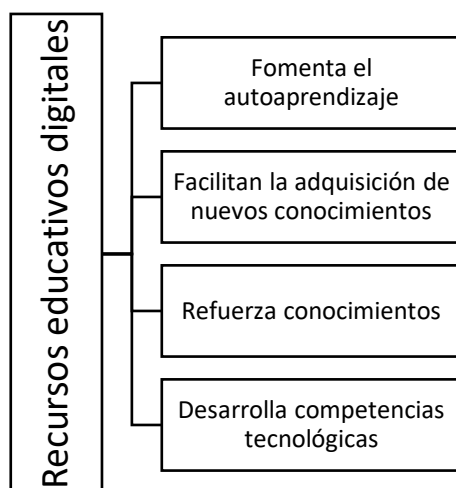 Recursos educativos digitales
Fomenta el
autoaprendizaje
Facilitan la adquisición de
nuevos conocimientos
Refuerza conocimientos
Desarrolla competencias
tecnológicas